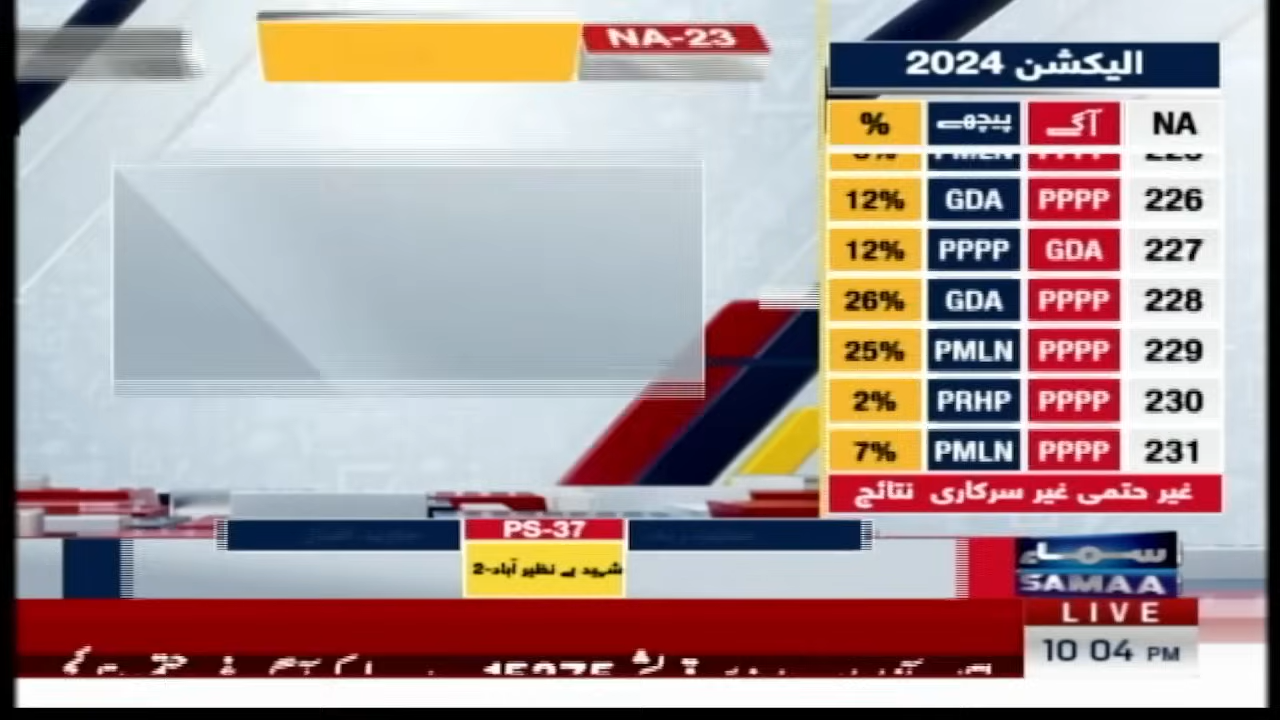 NA-23
الیکشن 2024
NA آگے پیچھے %
226 PPPP GDA 12%
227 GDA PPPP 12%
228 PPPP GDA 26%
229 PPPP PMLN 25%
230 PPPP PRHP 2%
231 PPPP PMLN 7%
غیر حتمی غیر سرکاری نتائج
PS-37
شہید بے نظیر آباد-2
سماء
SAMAA
LIVE
10 04 PM